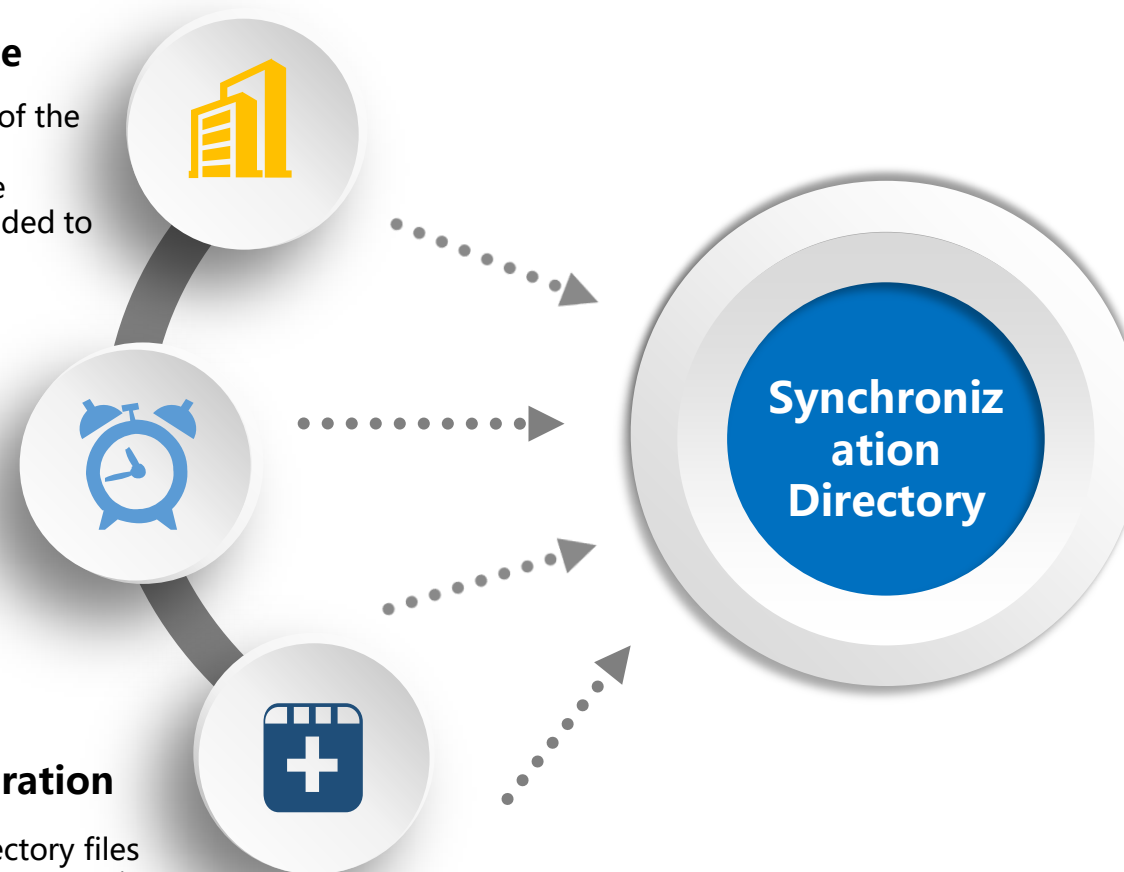 e
of the
e
ded to
Synchroniz
ation
Directory
ration
ectory files